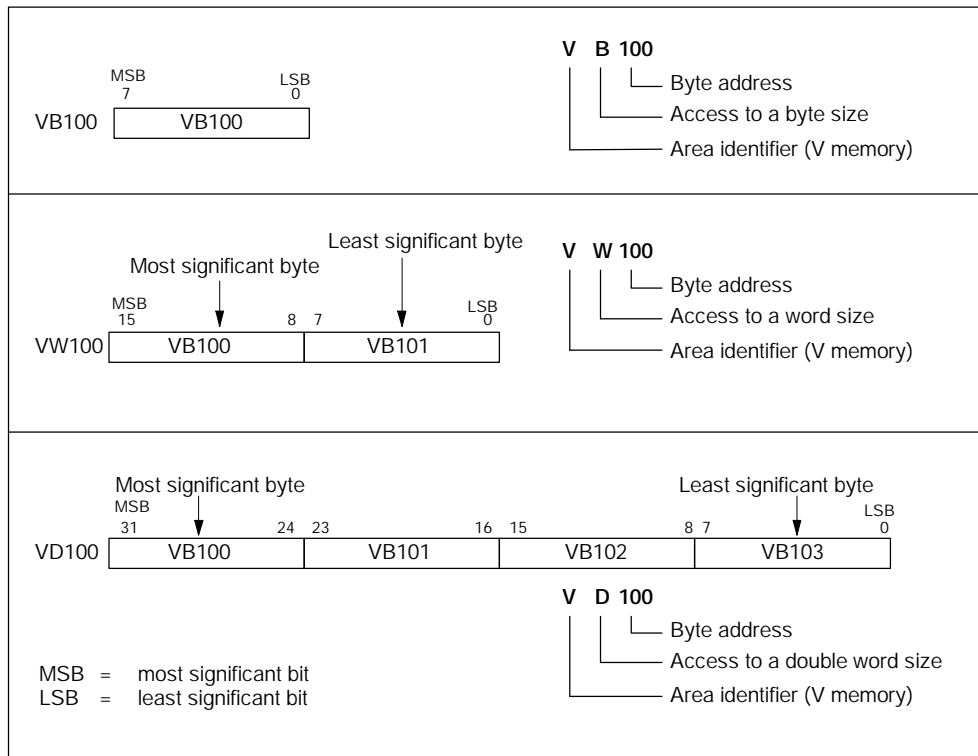 V B 100
MSB LSB
7 0
Byte address
Access to a byte size
VB100 VB100
Area identifier (V memory)
Least significant byte
V W 100
Most significant byte
Byte address
MSB LSB
15 8 7 0
Access to a word size
VW100 VB100 VB101
Area identifier (V memory)
Most significant byte Least significant byte
MSB LSB
31 24 23 16 15 8 7 0
VD100 VB100 VB101 VB102 VB103
V D 100
Byte address
Access to a double word size
Area identifier (V memory)
MSB = most significant bit
LSB = least significant bit